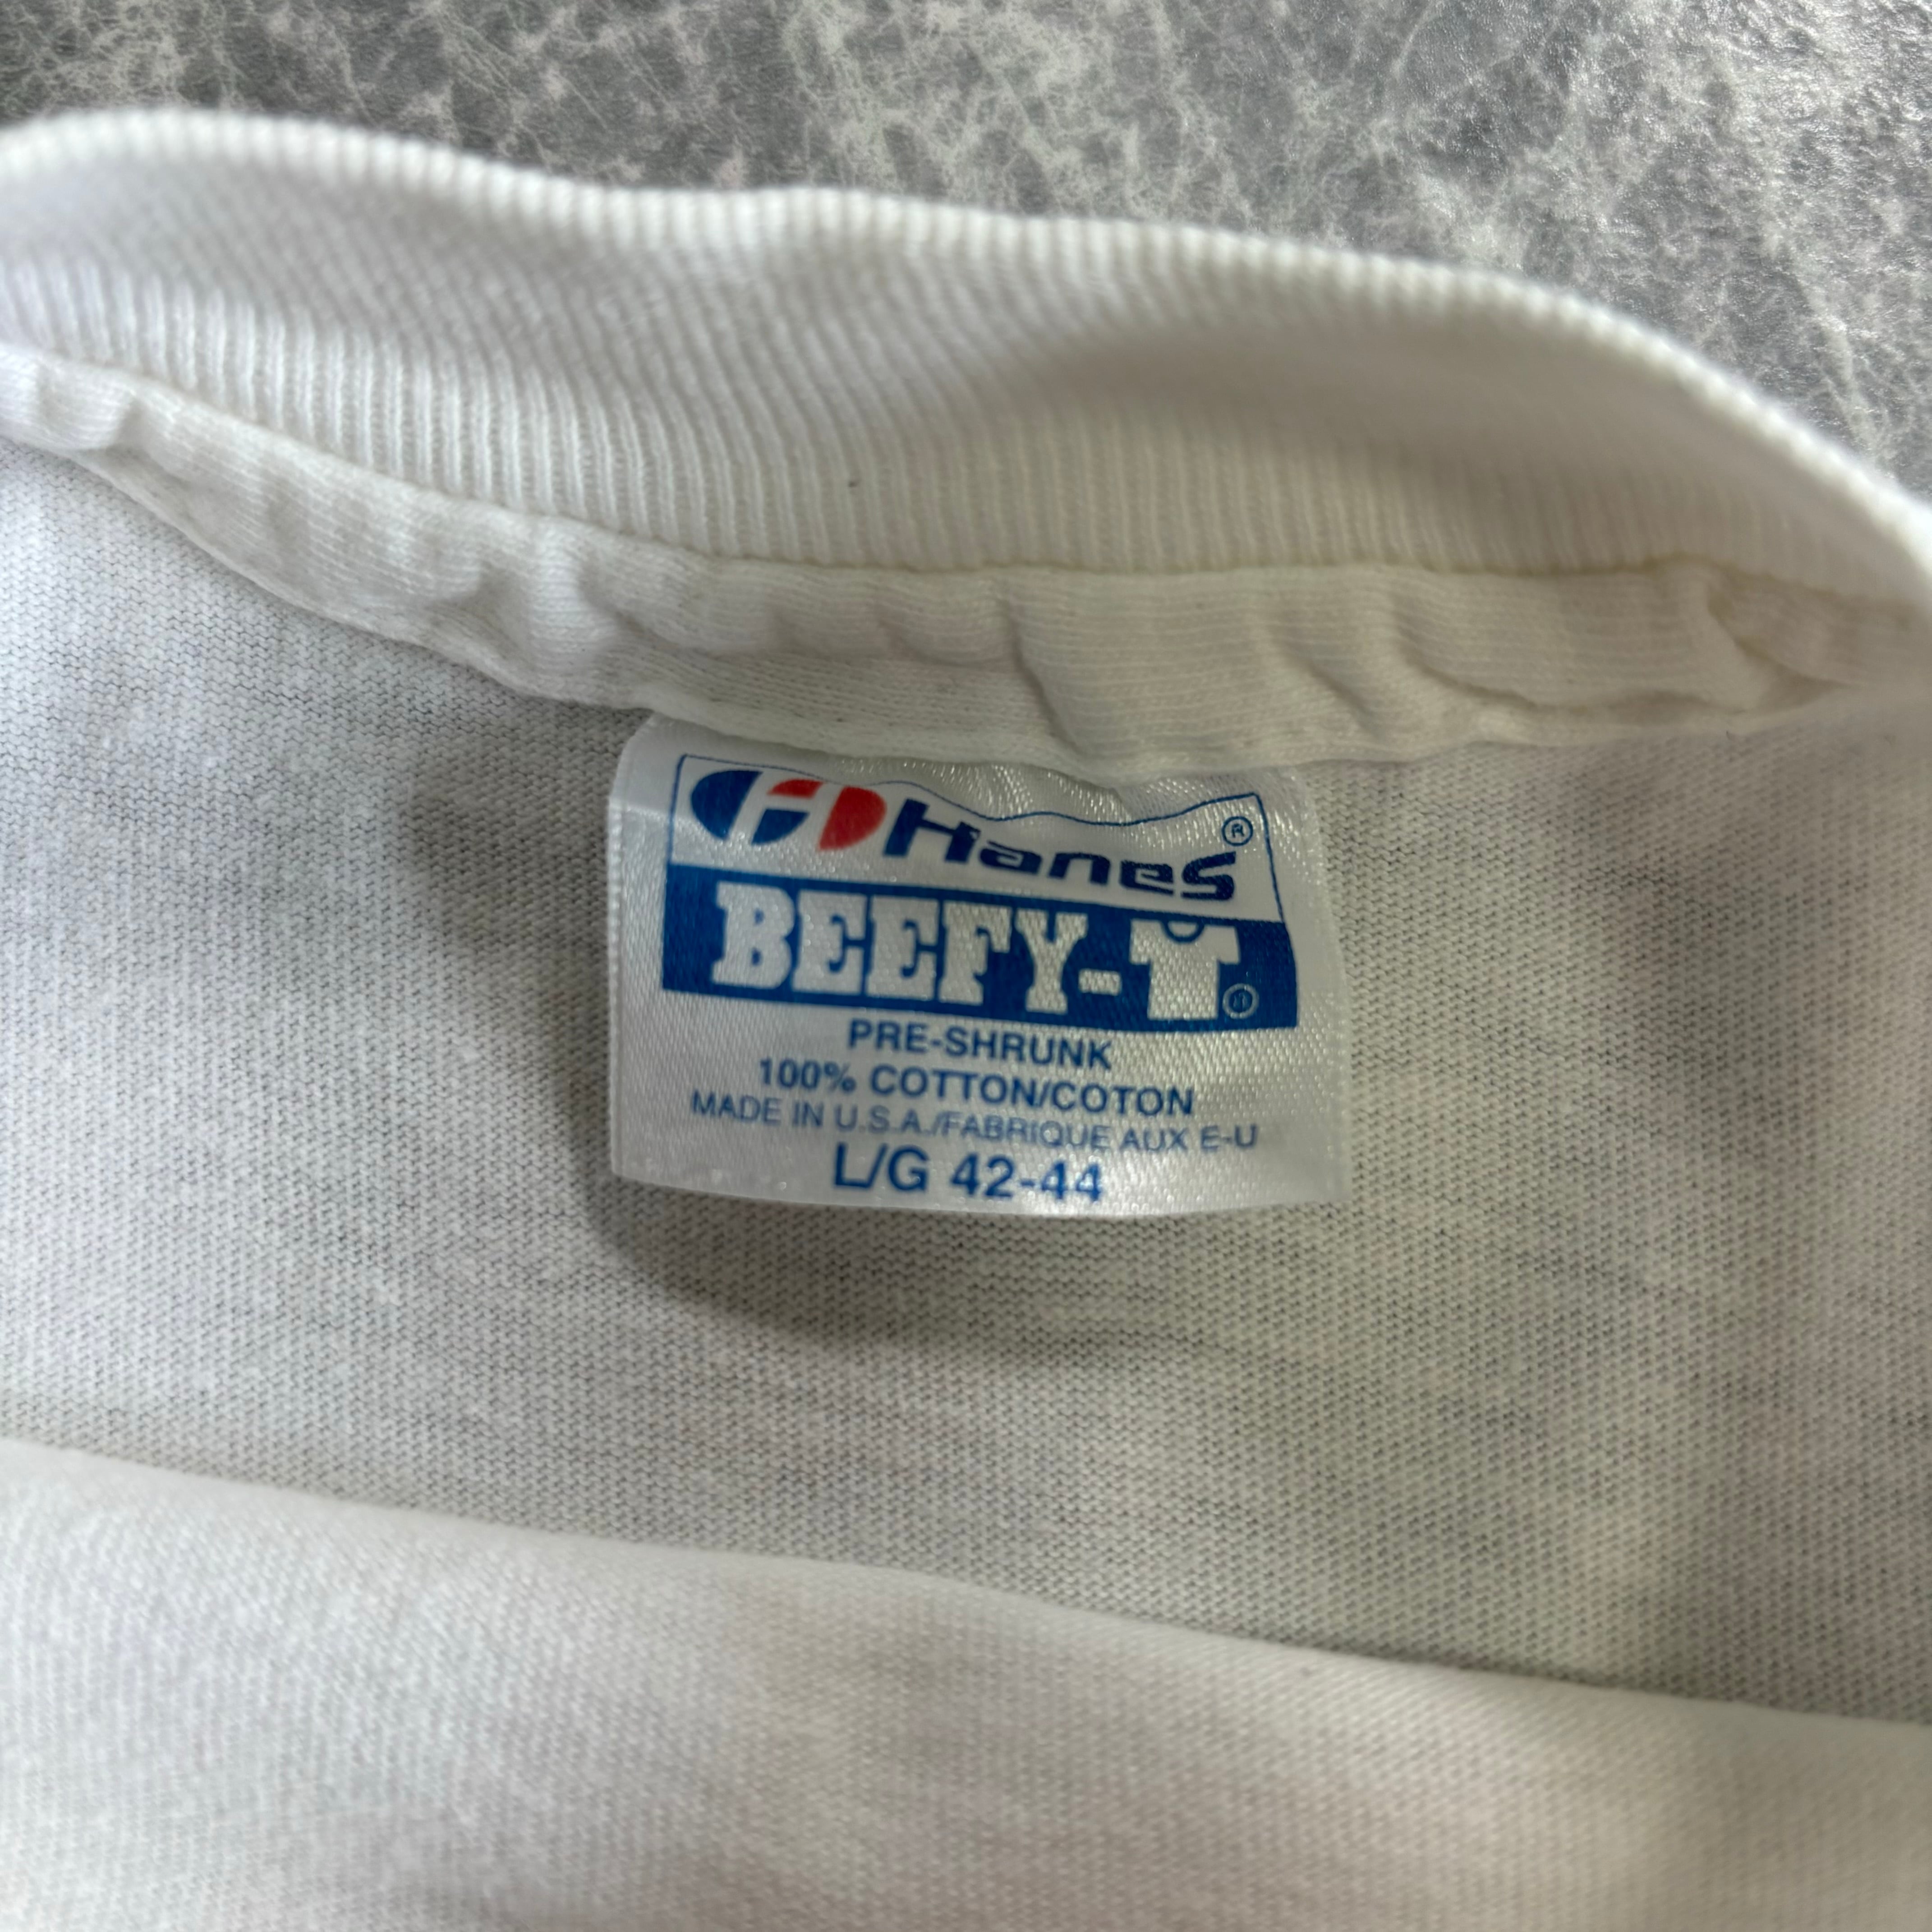 Hanes®
BEEFY-T®
PRE-SHRUNK
100% COTTON/COTON
MADE IN U.S.A./FABRIQUE AUX E-U
L/G 42-44